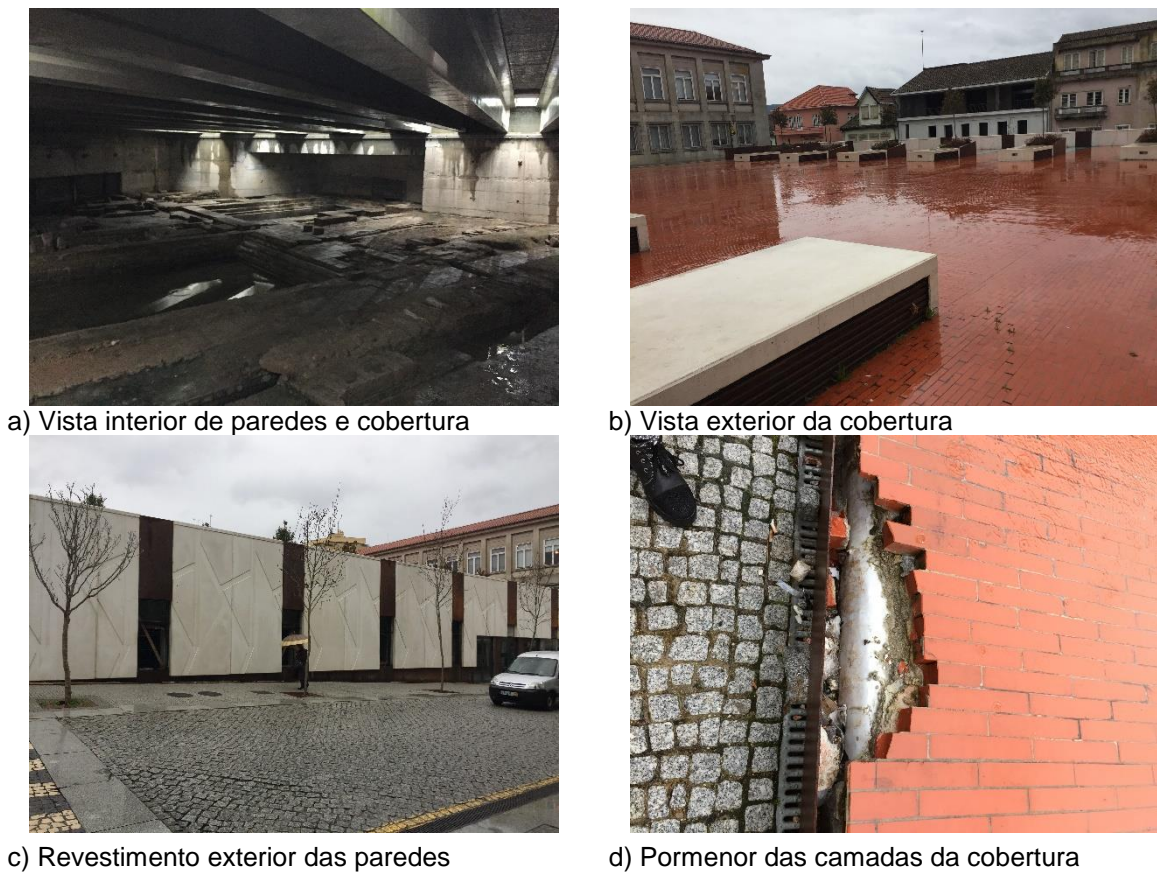 a) Vista interior de paredes e cobertura
b) Vista exterior da cobertura
c) Revestimento exterior das paredes
d) Pormenor das camadas da cobertura